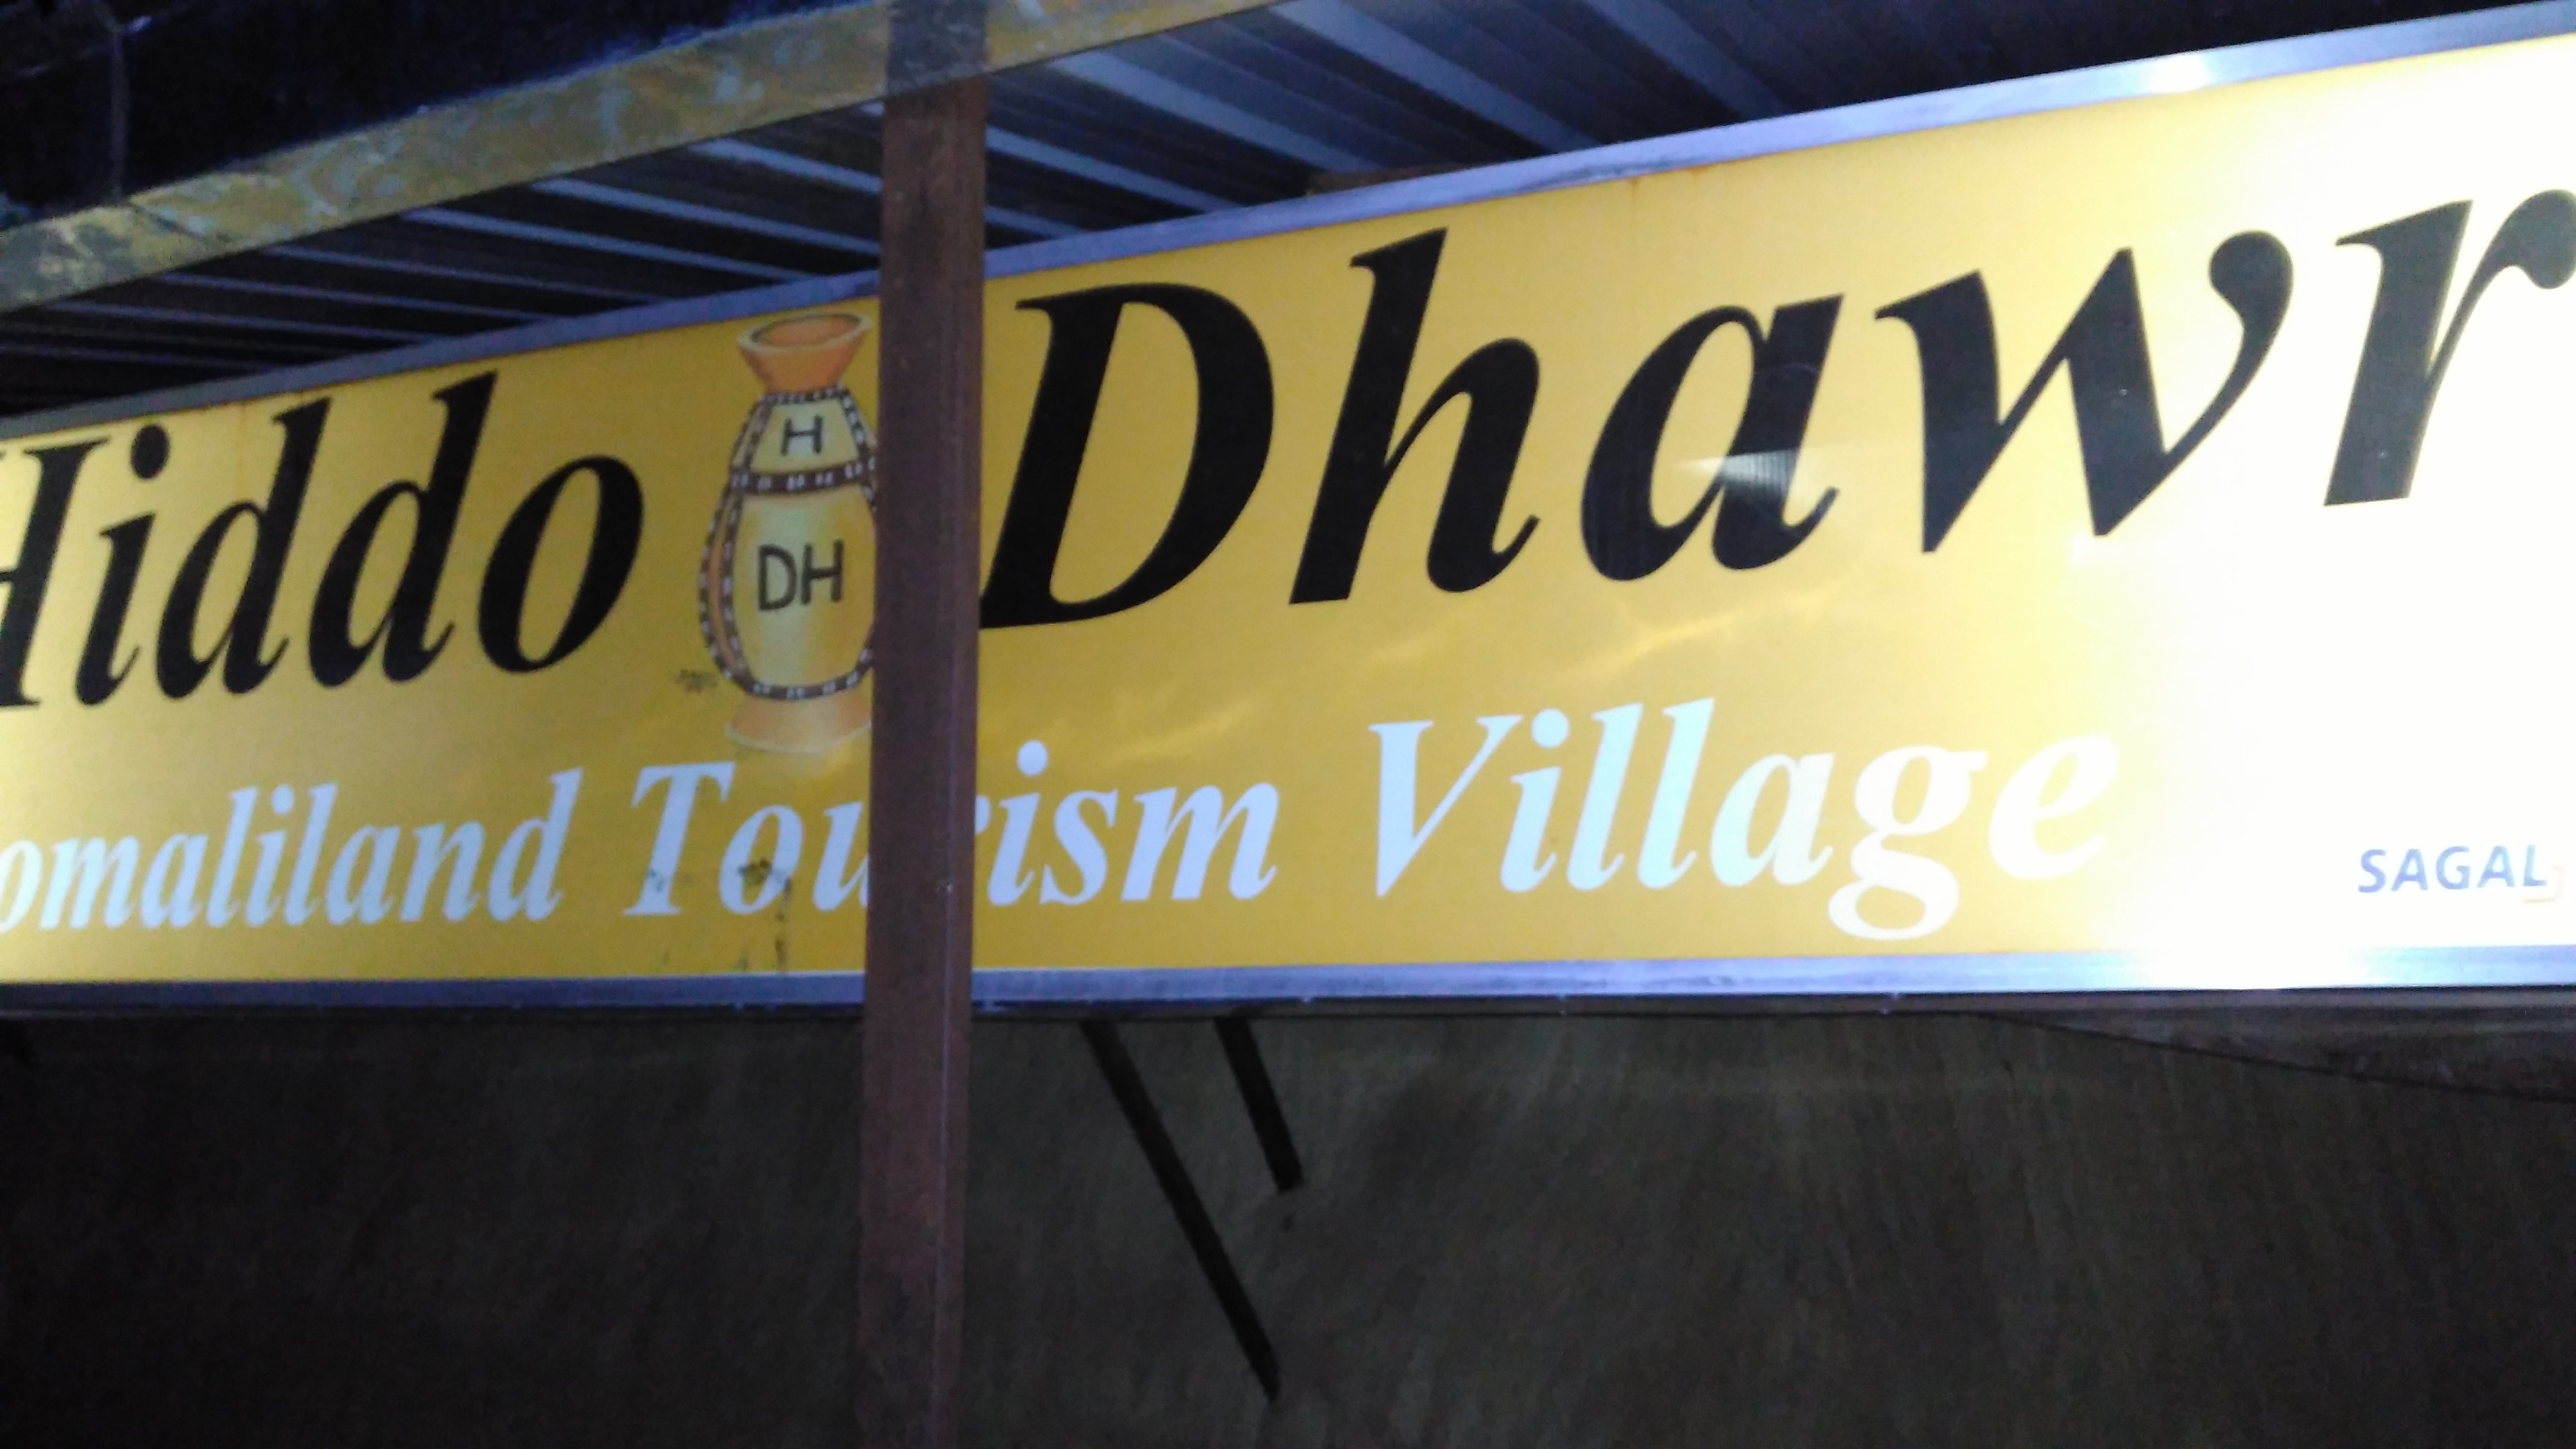 Hiddo Dhawr
H
DH
omaliland Tourism Village
SAGAL